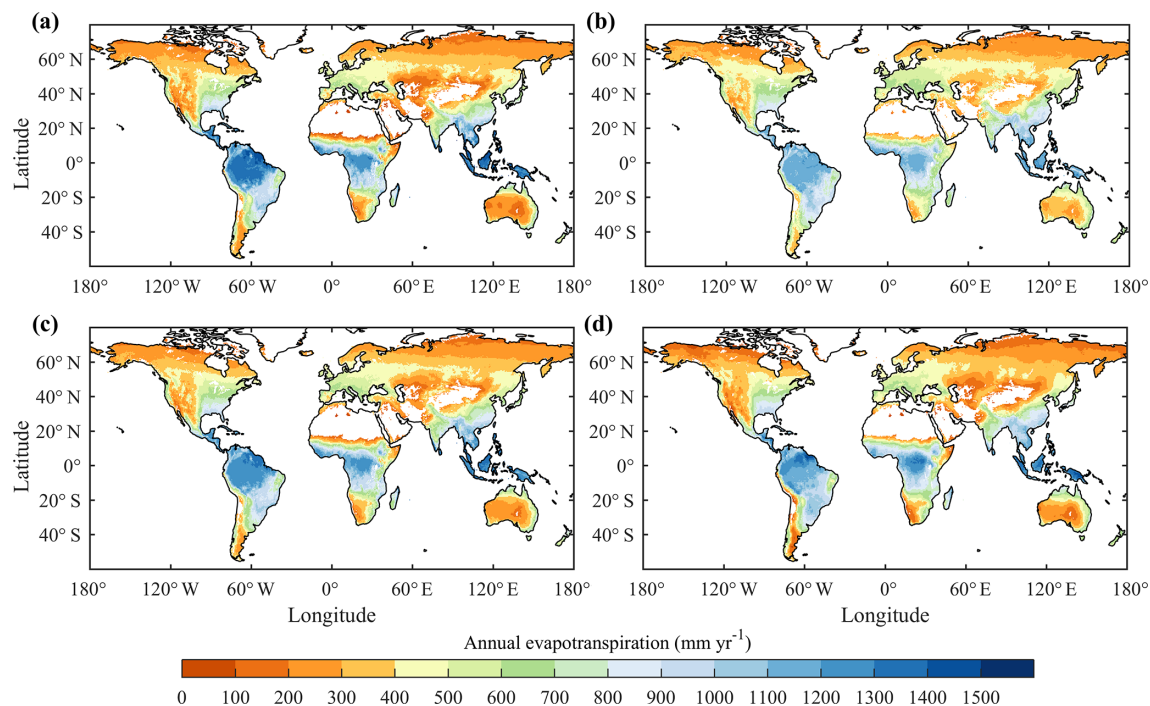 (a) (b)
60° N 60° N
40° N 40° N
20° N 20° N
Latitude
0° 0°
20° S 20° S
40° S 40° S
180° 120° W 60° W 0° 60° E 120° E 180° 180° 120° W 60° W 0° 60° E 120° E 180°
(c) (d)
60° N 60° N
40° N 40° N
20° N 20° N
Latitude
0° 0°
20° S 20° S
40° S 40° S
180° 120° W 60° W 0° 60° E 120° E 180° 180° 120° W 60° W 0° 60° E 120° E 180°
Longitude Longitude
Annual evapotranspiration (mm yr⁻¹)
0 100 200 300 400 500 600 700 800 900 1000 1100 1200 1300 1400 1500